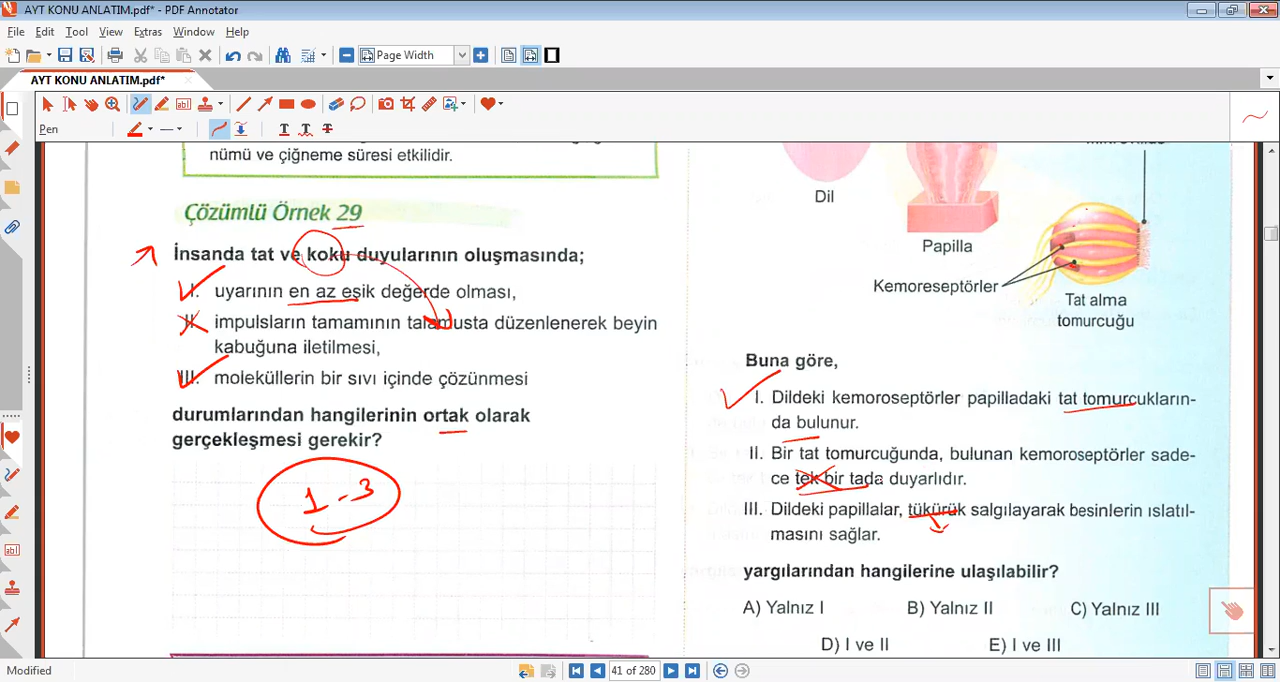 AYT KONU ANLATIM.pdf* - PDF Annotator
File Edit Tool View Extras Window Help
Page Width
AYT KONU ANLATIM.pdf*
Pen
nümü ve çiğneme süresi etkilidir.
Çözümlü Örnek 29
İnsanda tat ve koku duyularının oluşmasında;
I. uyarının en az eşik değerde olması,
II. impulsların tamamının talamusta düzenlenerek beyin
kabuğuna iletilmesi,
III. moleküllerin bir sıvı içinde çözünmesi
durumlarından hangilerinin ortak olarak
gerçekleşmesi gerekir?
1-3
Dil
Papilla
Kemoreseptörler
Tat alma
tomurcuğu
Buna göre,
I. Dildeki kemoroseptörler papilladaki tat tomurcukların-
da bulunur.
II. Bir tat tomurcuğunda, bulunan kemoroseptörler sade-
ce tek bir tada duyarlıdır.
III. Dildeki papillalar, tükürük salgılayarak besinlerin ıslatıl-
masını sağlar.
yargılarından hangilerine ulaşılabilir?
A) Yalnız I B) Yalnız II C) Yalnız III
D) I ve II E) I ve III
Modified
41 of 280